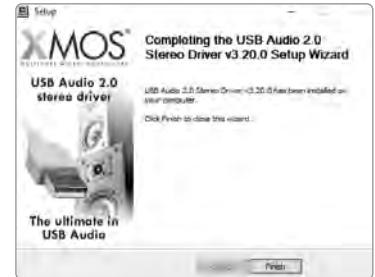 Setup
XMOS
USB Audio 2.0
stereo driver
The ultimate in
USB Audio
Completing the USB Audio 2.0
Stereo Driver v3.20.0 Setup Wizard
USB Audio 2.0 Stereo Driver v3.20.0 has been installed on
your computer.
Click Finish to close this wizard.
Finish